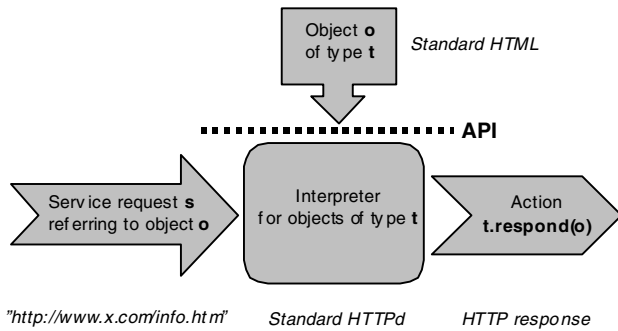 Object o
of type t
Standard HTML
API
Service request s
referring to object o
Interpreter
for objects of type t
Action
t.respond(o)
"http://www.x.com/info.htm"
Standard HTTPd
HTTP response